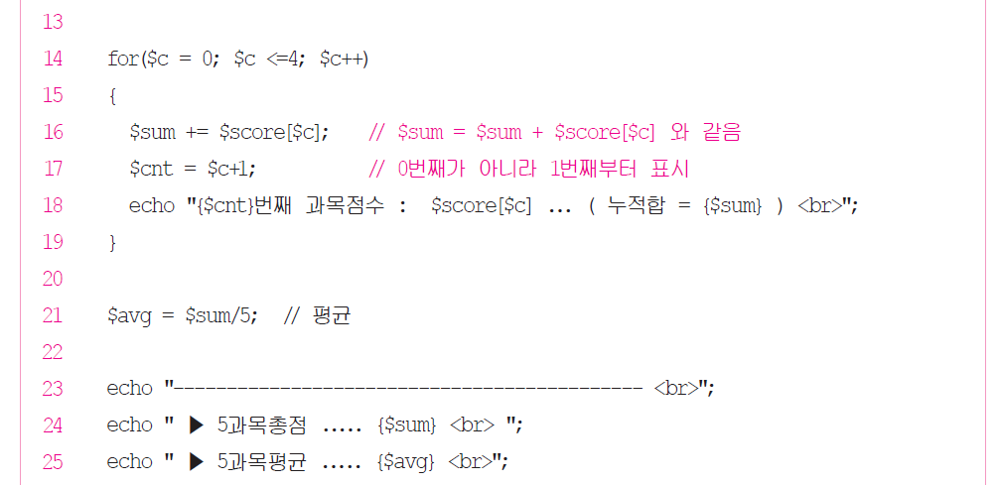 13
14 for($c = 0; $c <=4; $c++)
15 {
16 $sum += $score[$c]; // $sum = $sum + $score[$c] 와 같음
17 $cnt = $c+1; // 0번째가 아니라 1번째부터 표시
18 echo "{$cnt}번째 과목점수 : $score[$c] ... ( 누적합 = {$sum} ) <br>";
19 }
20
21 $avg = $sum/5; // 평균
22
23 echo "--------------------------------------------- <br>";
24 echo " ▶ 5과목총점 ..... {$sum} <br> ";
25 echo " ▶ 5과목평균 ..... {$avg} <br>";